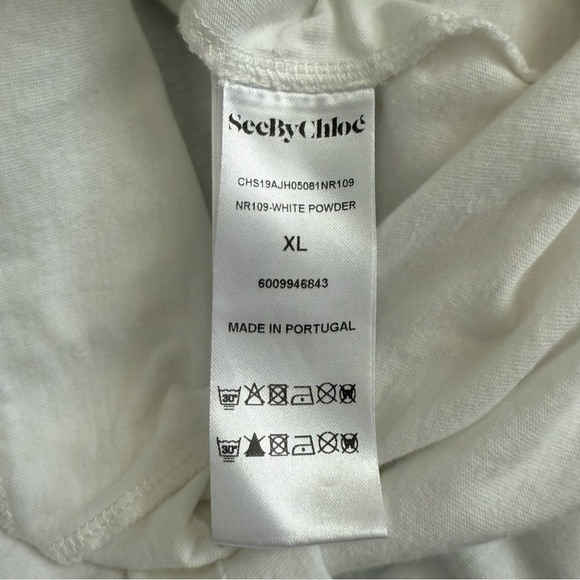 SeeByChloé
CHS19AJH05081NR109
NR109-WHITE POWDER
XL
6009946843
MADE IN PORTUGAL
30°
W
30°
W